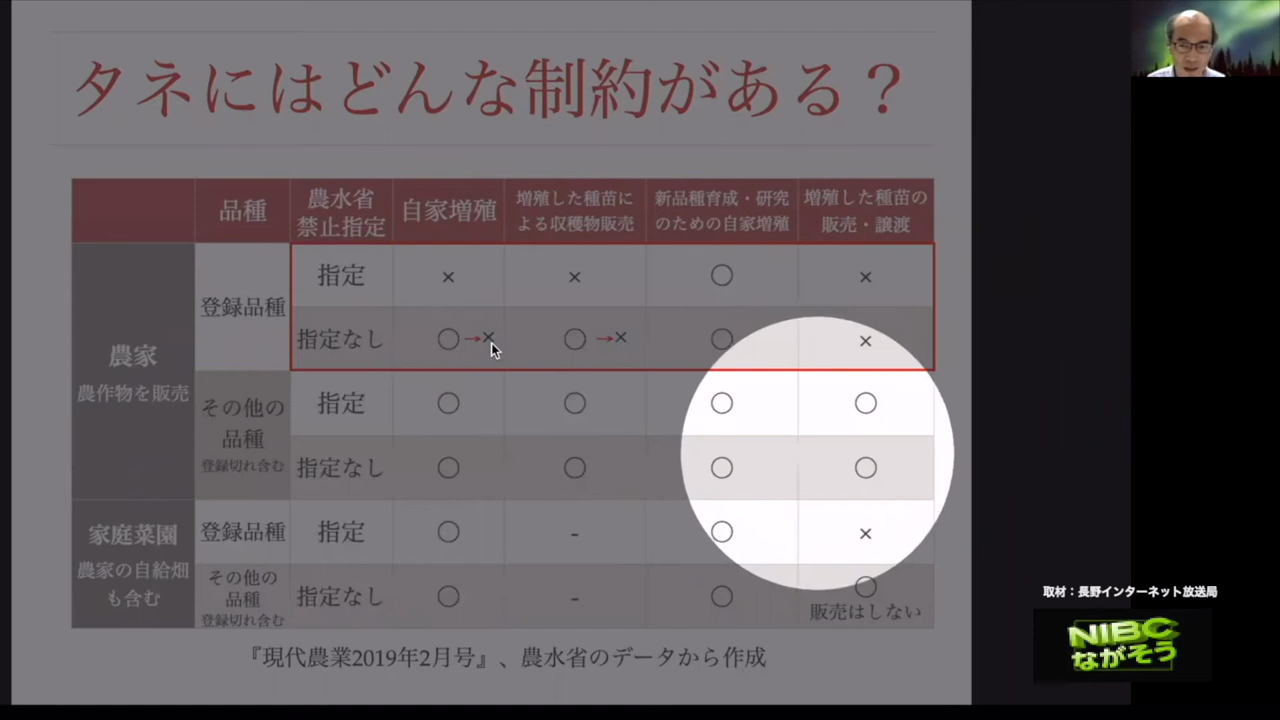 タネにはどんな制約がある？
品種
農水省
禁止指定
自家増殖
増殖した種苗に
よる収穫物販売
新品種育成・研究
のための自家増殖
増殖した種苗の
販売・譲渡
農家
農作物を販売
登録品種
指定
×
×
○
×
指定なし
○→×
○→×
○
×
その他の
品種
登録切れ含む
指定
○
○
○
○
指定なし
○
○
○
○
家庭菜園
農家の自給畑
も含む
登録品種
指定
○
-
○
×
その他の
品種
登録切れ含む
指定なし
○
-
○
○
販売はしない
『現代農業2019年2月号』、農水省のデータから作成
取材：長野インターネット放送局
NIBC
ながそう